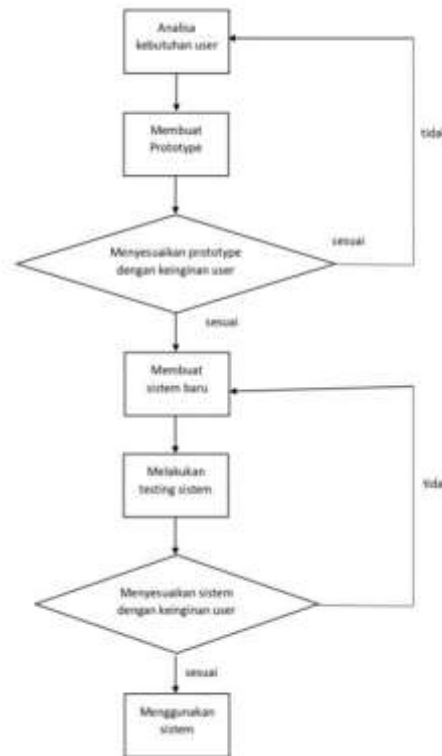 Analisa
kebutuhan user
Membuat
Prototype
tidak
Menyesuaikan prototype
dengan keinginan user
sesuai
sesuai
Membuat
sistem baru
Melakukan
testing sistem
tida
Menyesuaikan sistem
dengan keinginan user
sesuai
Menggunakan
sistem